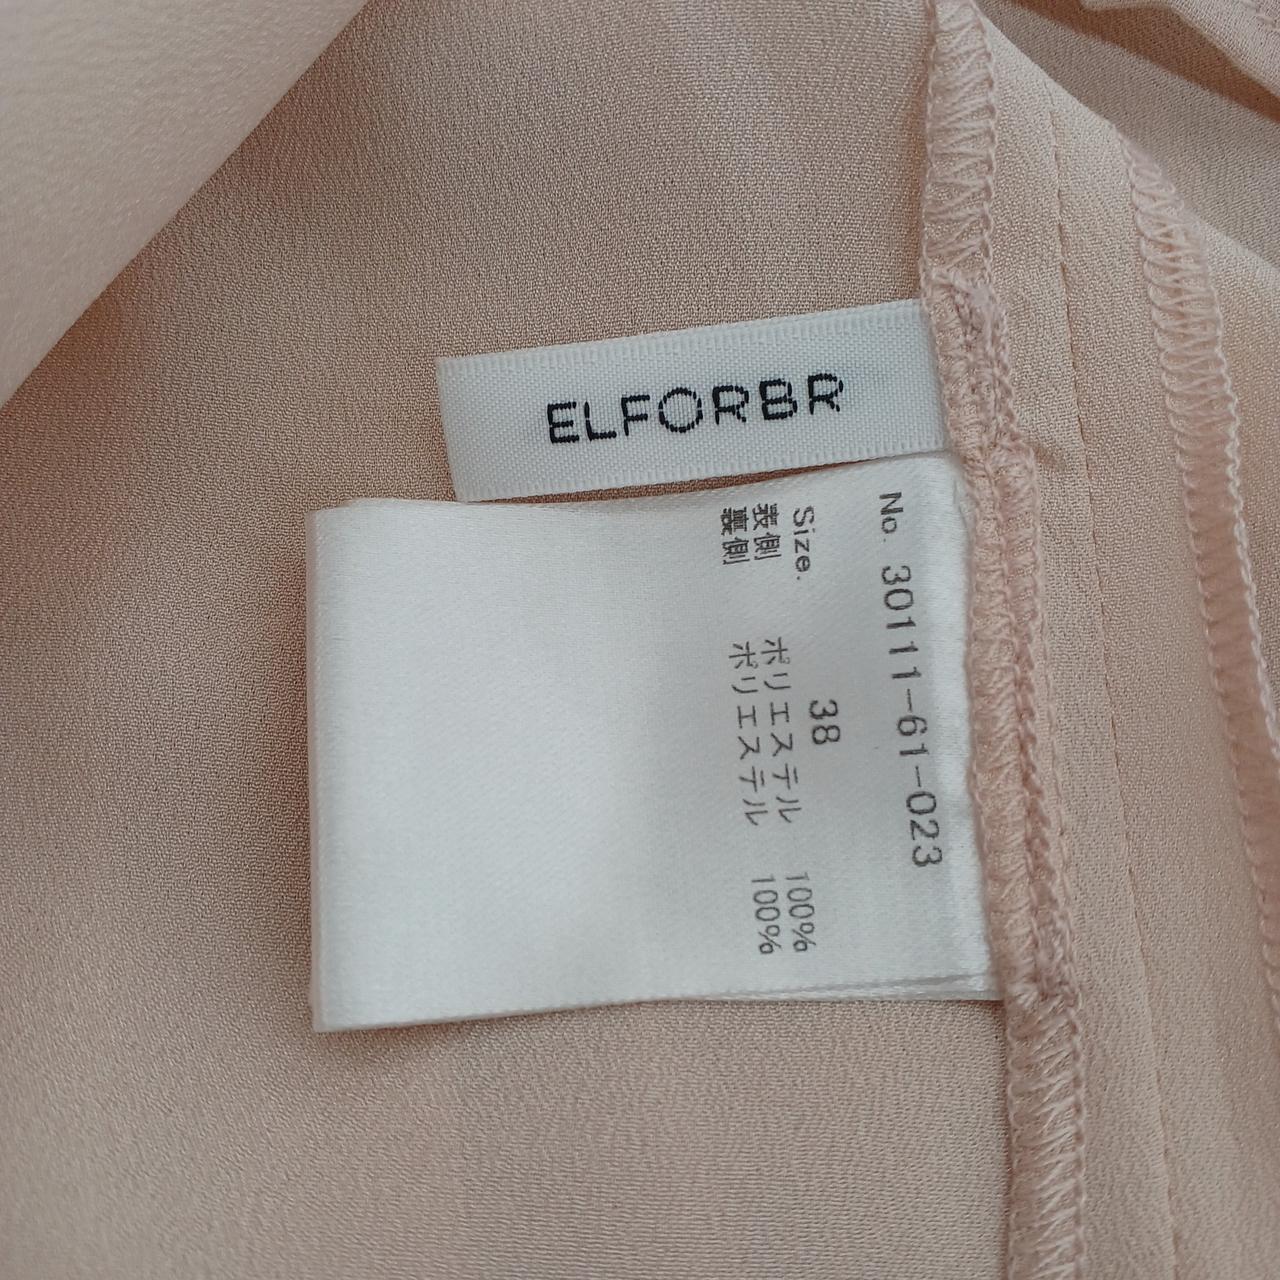 ELFORBR
No. 30111-61-023
Size. 38
表側 ポリエステル 100%
裏側 ポリエステル 100%